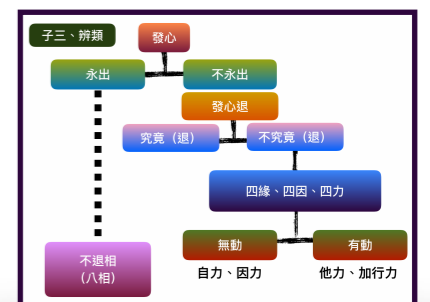 子三、辨類
發心
永出
不永出
發心退
究竟（退）
不究竟（退）
四緣、四因、四力
無動
有動
自力、因力
他力、加行力
不退相
（八相）